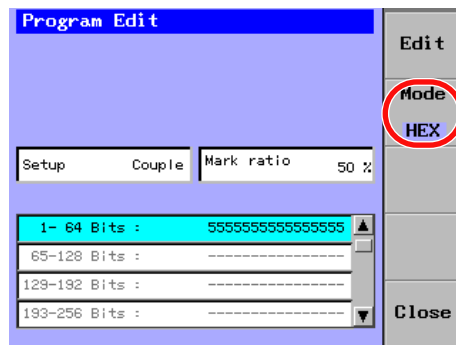 Program Edit
Edit
Mode
HEX
Setup Couple Mark ratio 50 %
1- 64 Bits : 5555555555555555
65-128 Bits : ----------------
129-192 Bits : ----------------
193-256 Bits : ----------------
Close